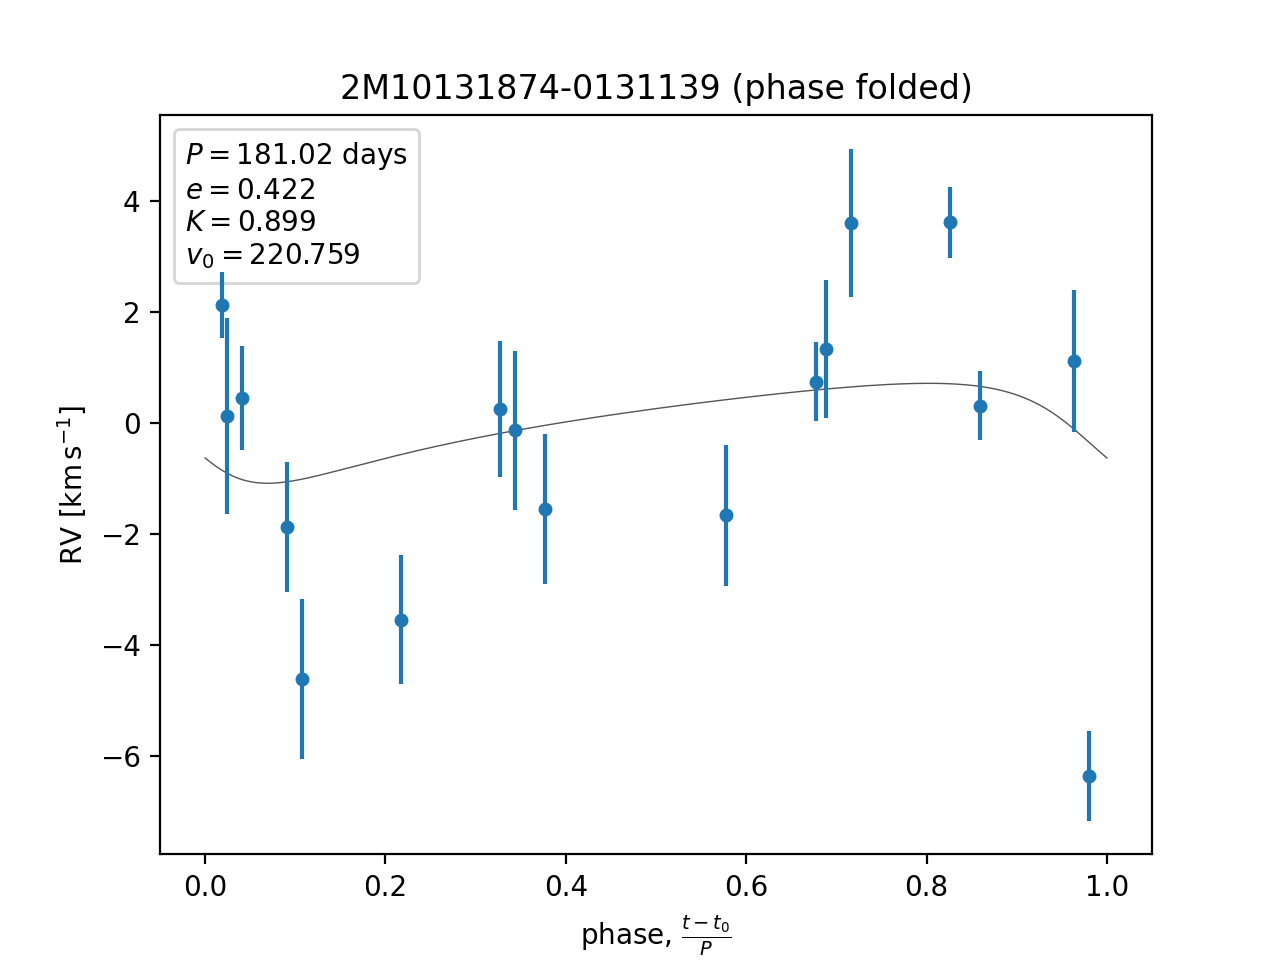 2M10131874-0131139 (phase folded)
P = 181.02 days
e = 0.422
K = 0.899
v₀ = 220.759
RV [km s⁻¹]
4
2
0
−2
−4
−6
0.0 0.2 0.4 0.6 0.8 1.0
phase, (t − t₀)/P